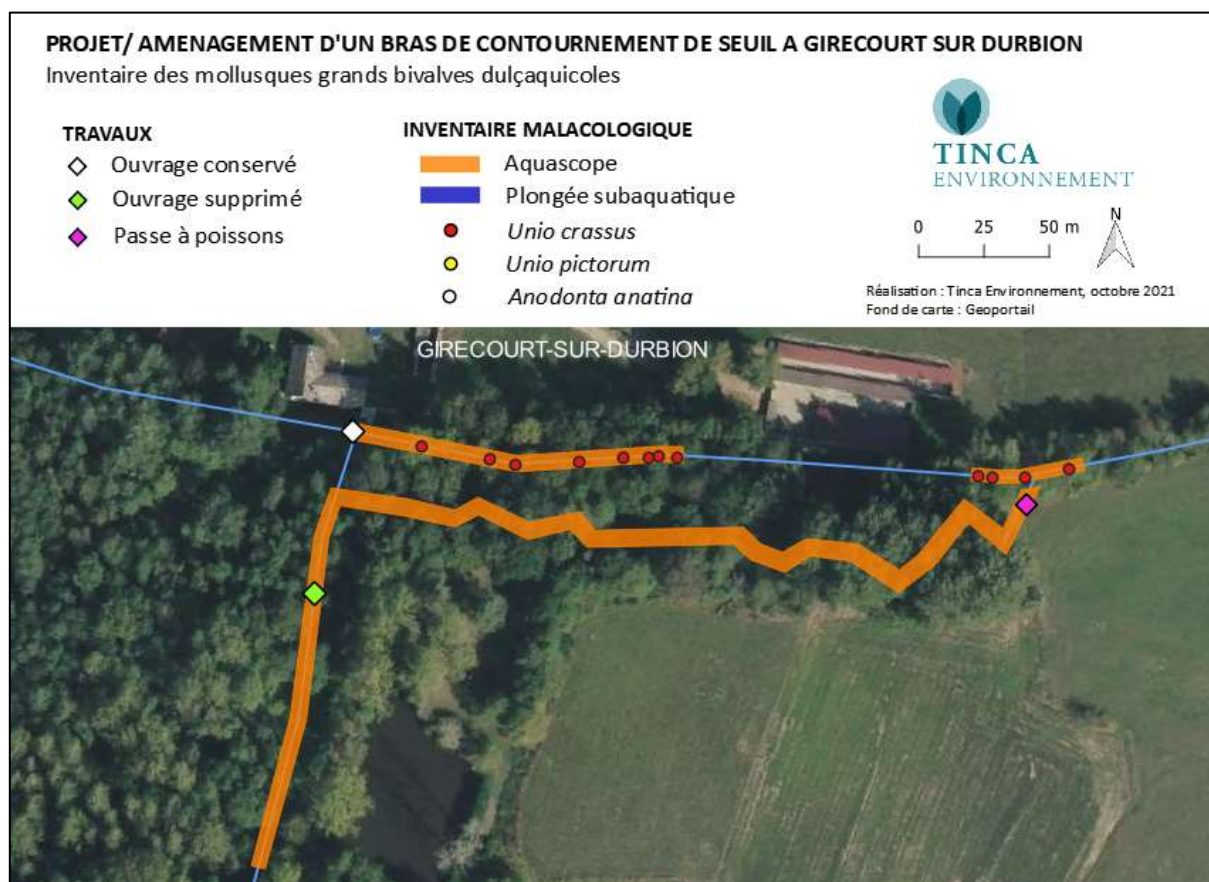 PROJET/ AMENAGEMENT D'UN BRAS DE CONTOURNEMENT DE SEUIL A GIRECOURT SUR DURBION
Inventaire des mollusques grands bivalves dulçaquicoles
TRAVAUX
Ouvrage conservé
Ouvrage supprimé
Passe à poissons
INVENTAIRE MALACOLOGIQUE
Aquascope
Plongée subaquatique
Unio crassus
Unio pictorum
Anodonta anatina
TINCA
ENVIRONNEMENT
0 25 50 m
N
Réalisation : Tinca Environnement, octobre 2021
Fond de carte : Geoportail
GIRECOURT-SUR-DURBION